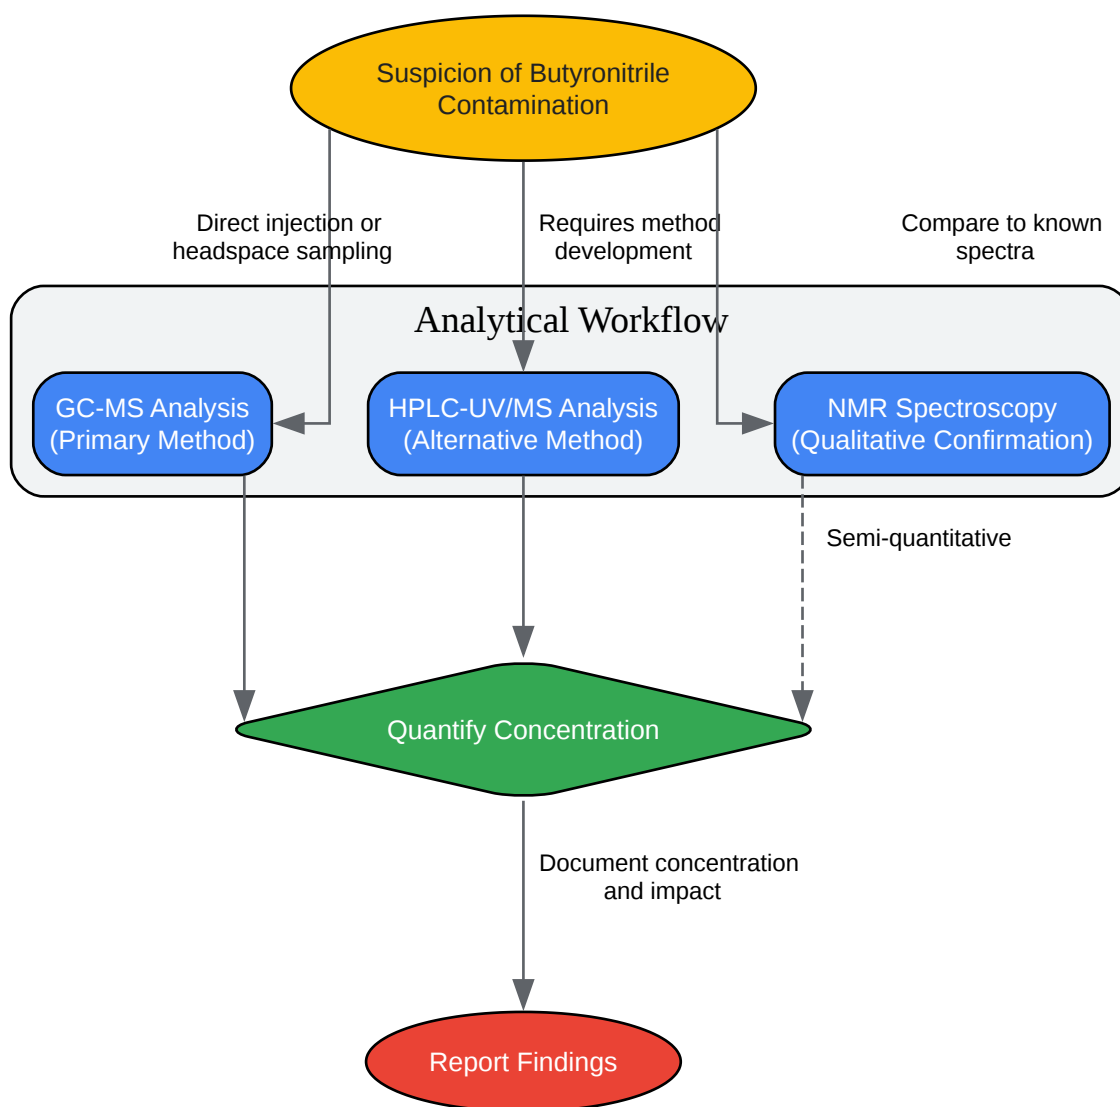 Suspicion of Butyronitrile
Contamination
Direct injection or
headspace sampling
Requires method
development
Compare to known
spectra
Analytical Workflow
GC-MS Analysis
(Primary Method)
HPLC-UV/MS Analysis
(Alternative Method)
NMR Spectroscopy
(Qualitative Confirmation)
Semi-quantitative
Quantify Concentration
Document concentration
and impact
Report Findings